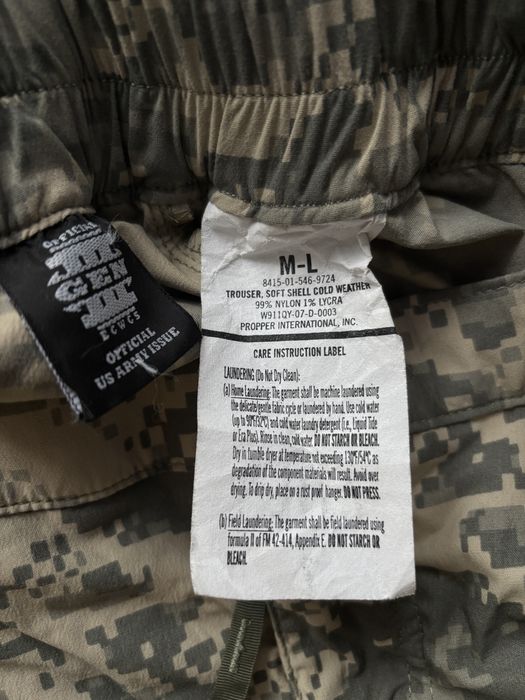 GEN
III
ECWCS
OFFICIAL
US ARMY ISSUE
M-L
8415-01-546-9724
TROUSER, SOFT SHELL COLD WEATHER
99% NYLON 1% LYCRA
W911QY-07-D-0003
PROPPER INTERNATIONAL, INC.
CARE INSTRUCTION LABEL
LAUNDERING (Do Not Dry Clean):
(a) Home Laundering: The garment shall be machine laundered using
the delicate/gentle fabric cycle or laundered by hand. Use cold water
(up to 90°F/32°C) and cold water laundry detergent (i.e., Liquid Tide
or Era Plus). Rinse in clean, cold water. DO NOT STARCH OR BLEACH.
Dry in tumble dryer at temperature not exceeding 130°F/54°C as
degradation of the component materials will result. Avoid over
drying. To drip dry, place on a rust proof hanger. DO NOT PRESS.
(b) Field Laundering: The garment shall be field laundered using
formula II of FM 42-414, Appendix E. DO NOT STARCH OR
BLEACH.